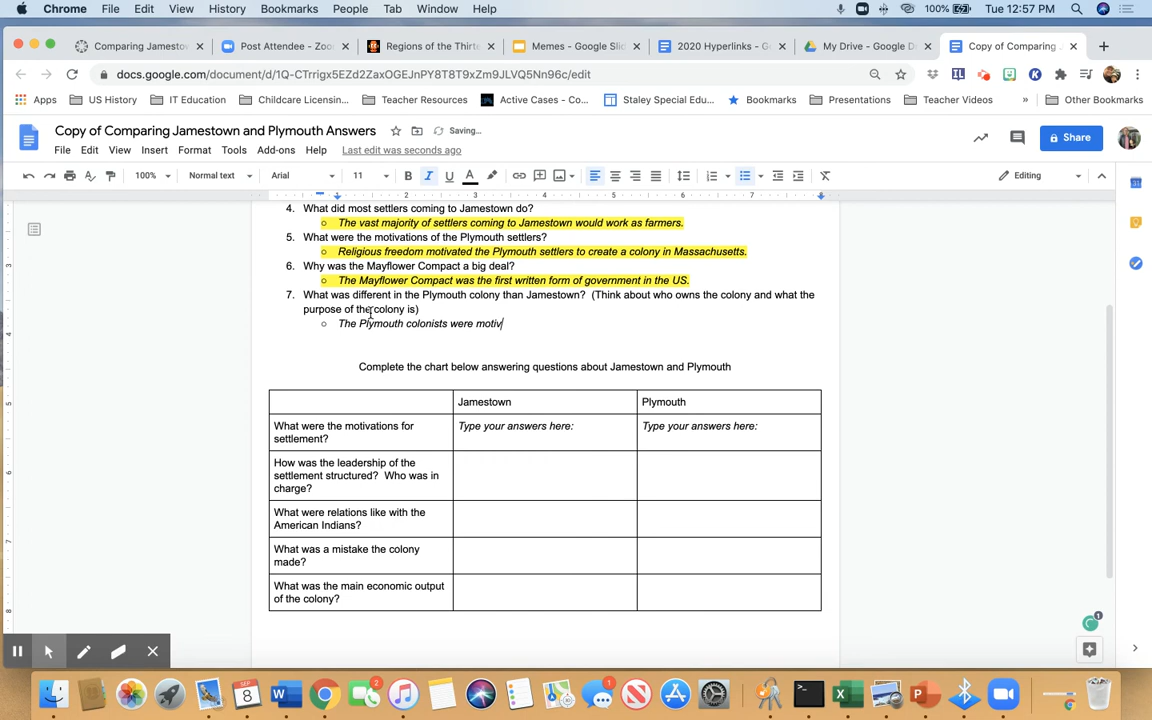 Chrome File Edit View History Bookmarks People Tab Window Help 100% Tue 12:57 PM
Comparing Jamesto Post Attendee - Zoo Regions of the Thirte Memes - Google Slid 2020 Hyperlinks - G My Drive - Google D Copy of Comparing
docs.google.com/document/d/1Q-CTrrigx5EZd2ZaxOGEJnPY8T8T9xZm9JLVQ5Nn96c/edit
Apps US History IT Education Childcare Licensin... Teacher Resources Active Cases - Co... Staley Special Edu... Bookmarks Presentations Teacher Videos » Other Bookmarks
Copy of Comparing Jamestown and Plymouth Answers Saving...
File Edit View Insert Format Tools Add-ons Help Last edit was seconds ago
Share
100% Normal text Arial 11 B I U A Editing
2 3 4 5 6 7 8
4. What did most settlers coming to Jamestown do?
The vast majority of settlers coming to Jamestown would work as farmers.
5. What were the motivations of the Plymouth settlers?
Religious freedom motivated the Plymouth settlers to create a colony in Massachusetts.
6. Why was the Mayflower Compact a big deal?
The Mayflower Compact was the first written form of government in the US.
7. What was different in the Plymouth colony than Jamestown? (Think about who owns the colony and what the
purpose of the colony is)
The Plymouth colonists were motiv
Complete the chart below answering questions about Jamestown and Plymouth
Jamestown Plymouth
What were the motivations for
settlement?
Type your answers here: Type your answers here:
How was the leadership of the
settlement structured? Who was in
charge?
What were relations like with the
American Indians?
What was a mistake the colony
made?
What was the main economic output
of the colony?